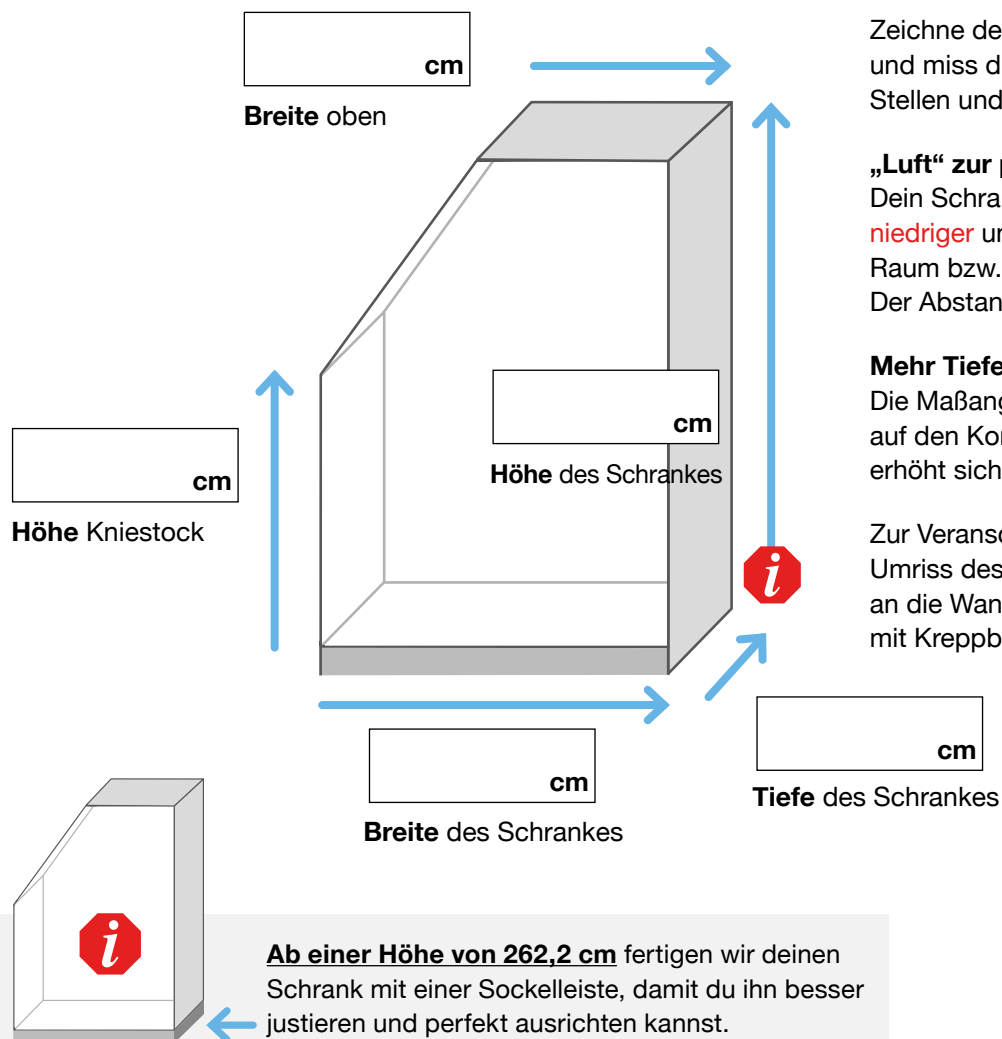 cm
Breite oben
cm
Höhe Kniestock
cm
Höhe des Schrankes
cm
Breite des Schrankes
cm
Tiefe des Schrankes
Zeichne de
und miss d
Stellen und
„Luft“ zur p
Dein Schra
niedriger ur
Raum bzw.
Der Abstan
Mehr Tiefe
Die Maßang
auf den Kor
erhöht sich
Zur Veransc
Umriss des
an die Wan
mit Kreppb
i
i
Ab einer Höhe von 262,2 cm fertigen wir deinen
Schrank mit einer Sockelleiste, damit du ihn besser
justieren und perfekt ausrichten kannst.